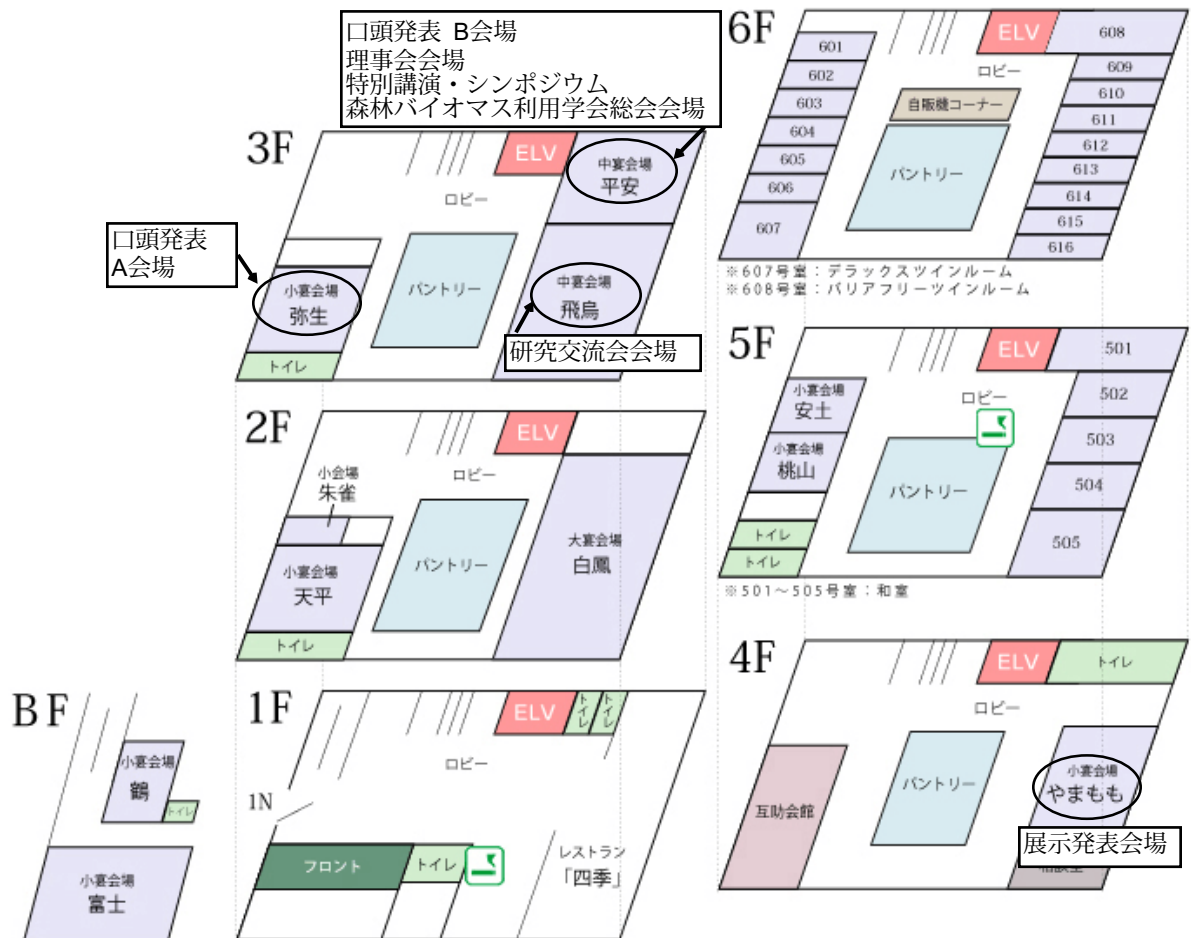 口頭発表 B会場
理事会会場
特別講演・シンポジウム
森林バイオマス利用学会総会会場
3F
ELV
中宴会場
平安
ロビー
口頭発表
A会場
小宴会場
弥生
パントリー
中宴会場
飛鳥
トイレ
研究交流会会場
2F
ELV
小会場
朱雀
ロビー
小宴会場
天平
パントリー
大宴会場
白鳳
トイレ
BF
小宴会場
鶴
トイレ
小宴会場
富士
1F
ELV
トイレ
トイレ
ロビー
1N
フロント
トイレ
レストラン
「四季」
6F
ELV
608
601
602
603
604
605
606
607
ロビー
自販機コーナー
パントリー
609
610
611
612
613
614
615
616
※607号室：デラックスツインルーム
※608号室：バリアフリーツインルーム
5F
ELV
501
小宴会場
安土
ロビー
502
小宴会場
桃山
パントリー
503
504
505
トイレ
トイレ
※501～505号室：和室
4F
ELV
トイレ
ロビー
互助会館
パントリー
小宴会場
やまもも
展示発表会場